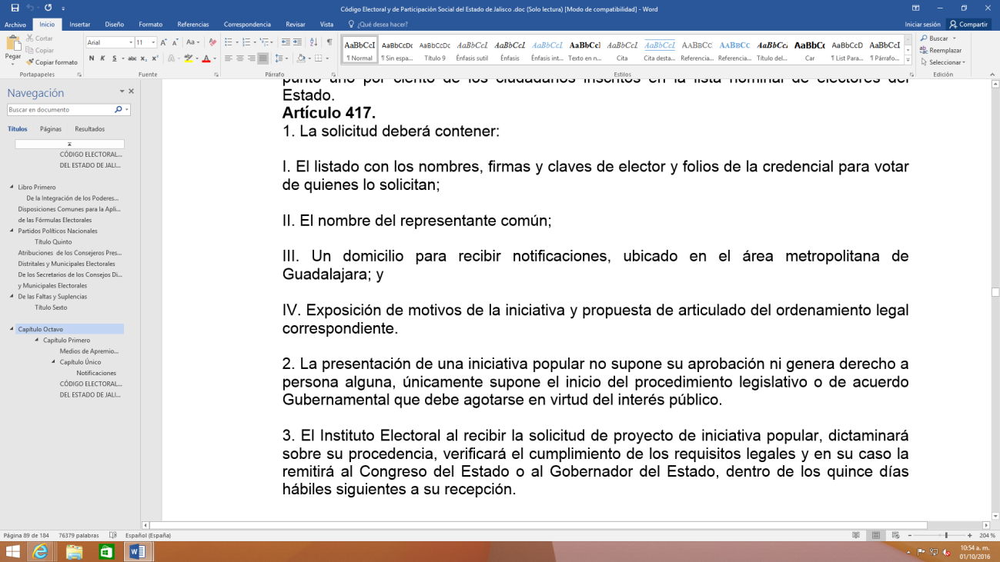 Código Electoral y de Participación Social del Estado de Jalisco .doc (Solo lectura) [Modo de compatibilidad] - Word
Archivo Inicio Insertar Diseño Formato Referencias Correspondencia Revisar Vista ¿Qué desea hacer? Iniciar sesión Compartir
Pegar
Cortar
Copiar
Copiar formato
Portapapeles
Arial 11
Fuente
Párrafo
AaBbCcI AaBbCcDc AaBbCcDc AaBbCcL AaBbCcL AaBbCcL AaBbCcl AaBbCcL AaBbCcL AABBCC AABBCC AaBbCc. AaBbCc AaBbCcD AaBbCcI
¶ Normal ¶ Sin espa... Título 9 Énfasis sutil Énfasis Énfasis int... Texto en n... Cita Cita desta... Referencia... Referencia... Título del... Car ¶ List Para... ¶ Párrafo...
Estilos
Buscar
Reemplazar
Seleccionar
Edición
Navegación
Buscar en documento
Títulos Páginas Resultados
CÓDIGO ELECTORAL...
DEL ESTADO DE JALI...
Libro Primero
De la Integración de los Poderes...
Disposiciones Comunes para la Apli...
de las Fórmulas Electorales
Partidos Políticos Nacionales
Título Quinto
Atribuciones de los Consejeros Pres...
Distritales y Municipales Electorales
De los Secretarios de los Consejos Di...
y Municipales Electorales
De las Faltas y Suplencias
Título Sexto
Capítulo Octavo
Capítulo Primero
Medios de Apremio...
Capítulo Único
Notificaciones
CÓDIGO ELECTORAL...
DEL ESTADO DE JALI...
punto uno por ciento de los ciudadanos inscritos en la lista nominal de electores del
Estado.
Artículo 417.
1. La solicitud deberá contener:
I. El listado con los nombres, firmas y claves de elector y folios de la credencial para votar
de quienes lo solicitan;
II. El nombre del representante común;
III. Un domicilio para recibir notificaciones, ubicado en el área metropolitana de
Guadalajara; y
IV. Exposición de motivos de la iniciativa y propuesta de articulado del ordenamiento legal
correspondiente.
2. La presentación de una iniciativa popular no supone su aprobación ni genera derecho a
persona alguna, únicamente supone el inicio del procedimiento legislativo o de acuerdo
Gubernamental que debe agotarse en virtud del interés público.
3. El Instituto Electoral al recibir la solicitud de proyecto de iniciativa popular, dictaminará
sobre su procedencia, verificará el cumplimiento de los requisitos legales y en su caso la
remitirá al Congreso del Estado o al Gobernador del Estado, dentro de los quince días
hábiles siguientes a su recepción.
Página 89 de 184 76379 palabras Español (España) 204 %
10:54 a. m.
01/10/2016